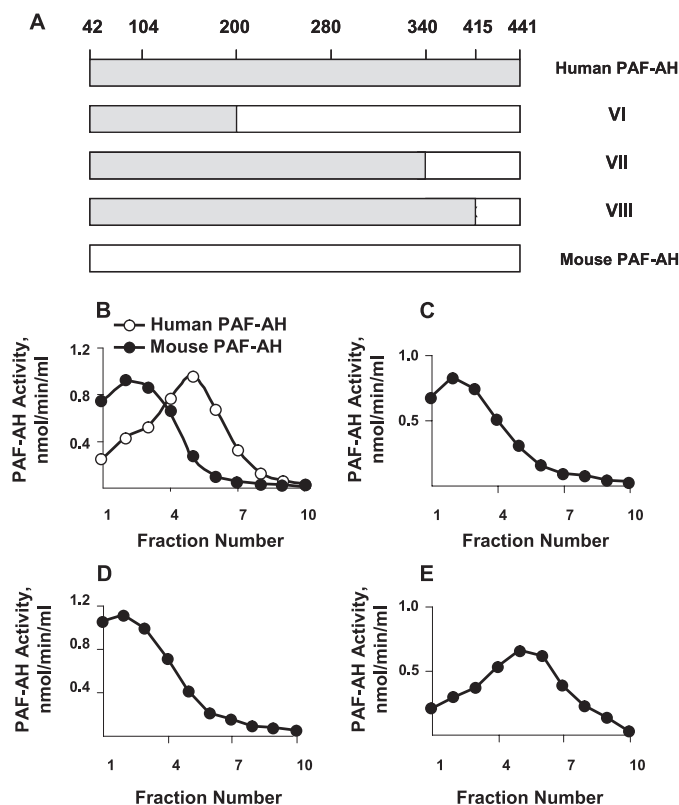 A
42 104 200 280 340 415 441
Human PAF-AH
VI
VII
VIII
Mouse PAF-AH
B
Human PAF-AH
Mouse PAF-AH
PAF-AH Activity,
nmol/min/ml
1.2
0.8
0.4
1 4 7 10
Fraction Number
C
PAF-AH Activity,
nmol/min/ml
1.0
0.5
1 4 7 10
Fraction Number
D
PAF-AH Activity,
nmol/min/ml
1.2
0.8
0.4
1 4 7 10
Fraction Number
E
PAF-AH Activity,
nmol/min/ml
1.0
0.5
1 4 7 10
Fraction Number